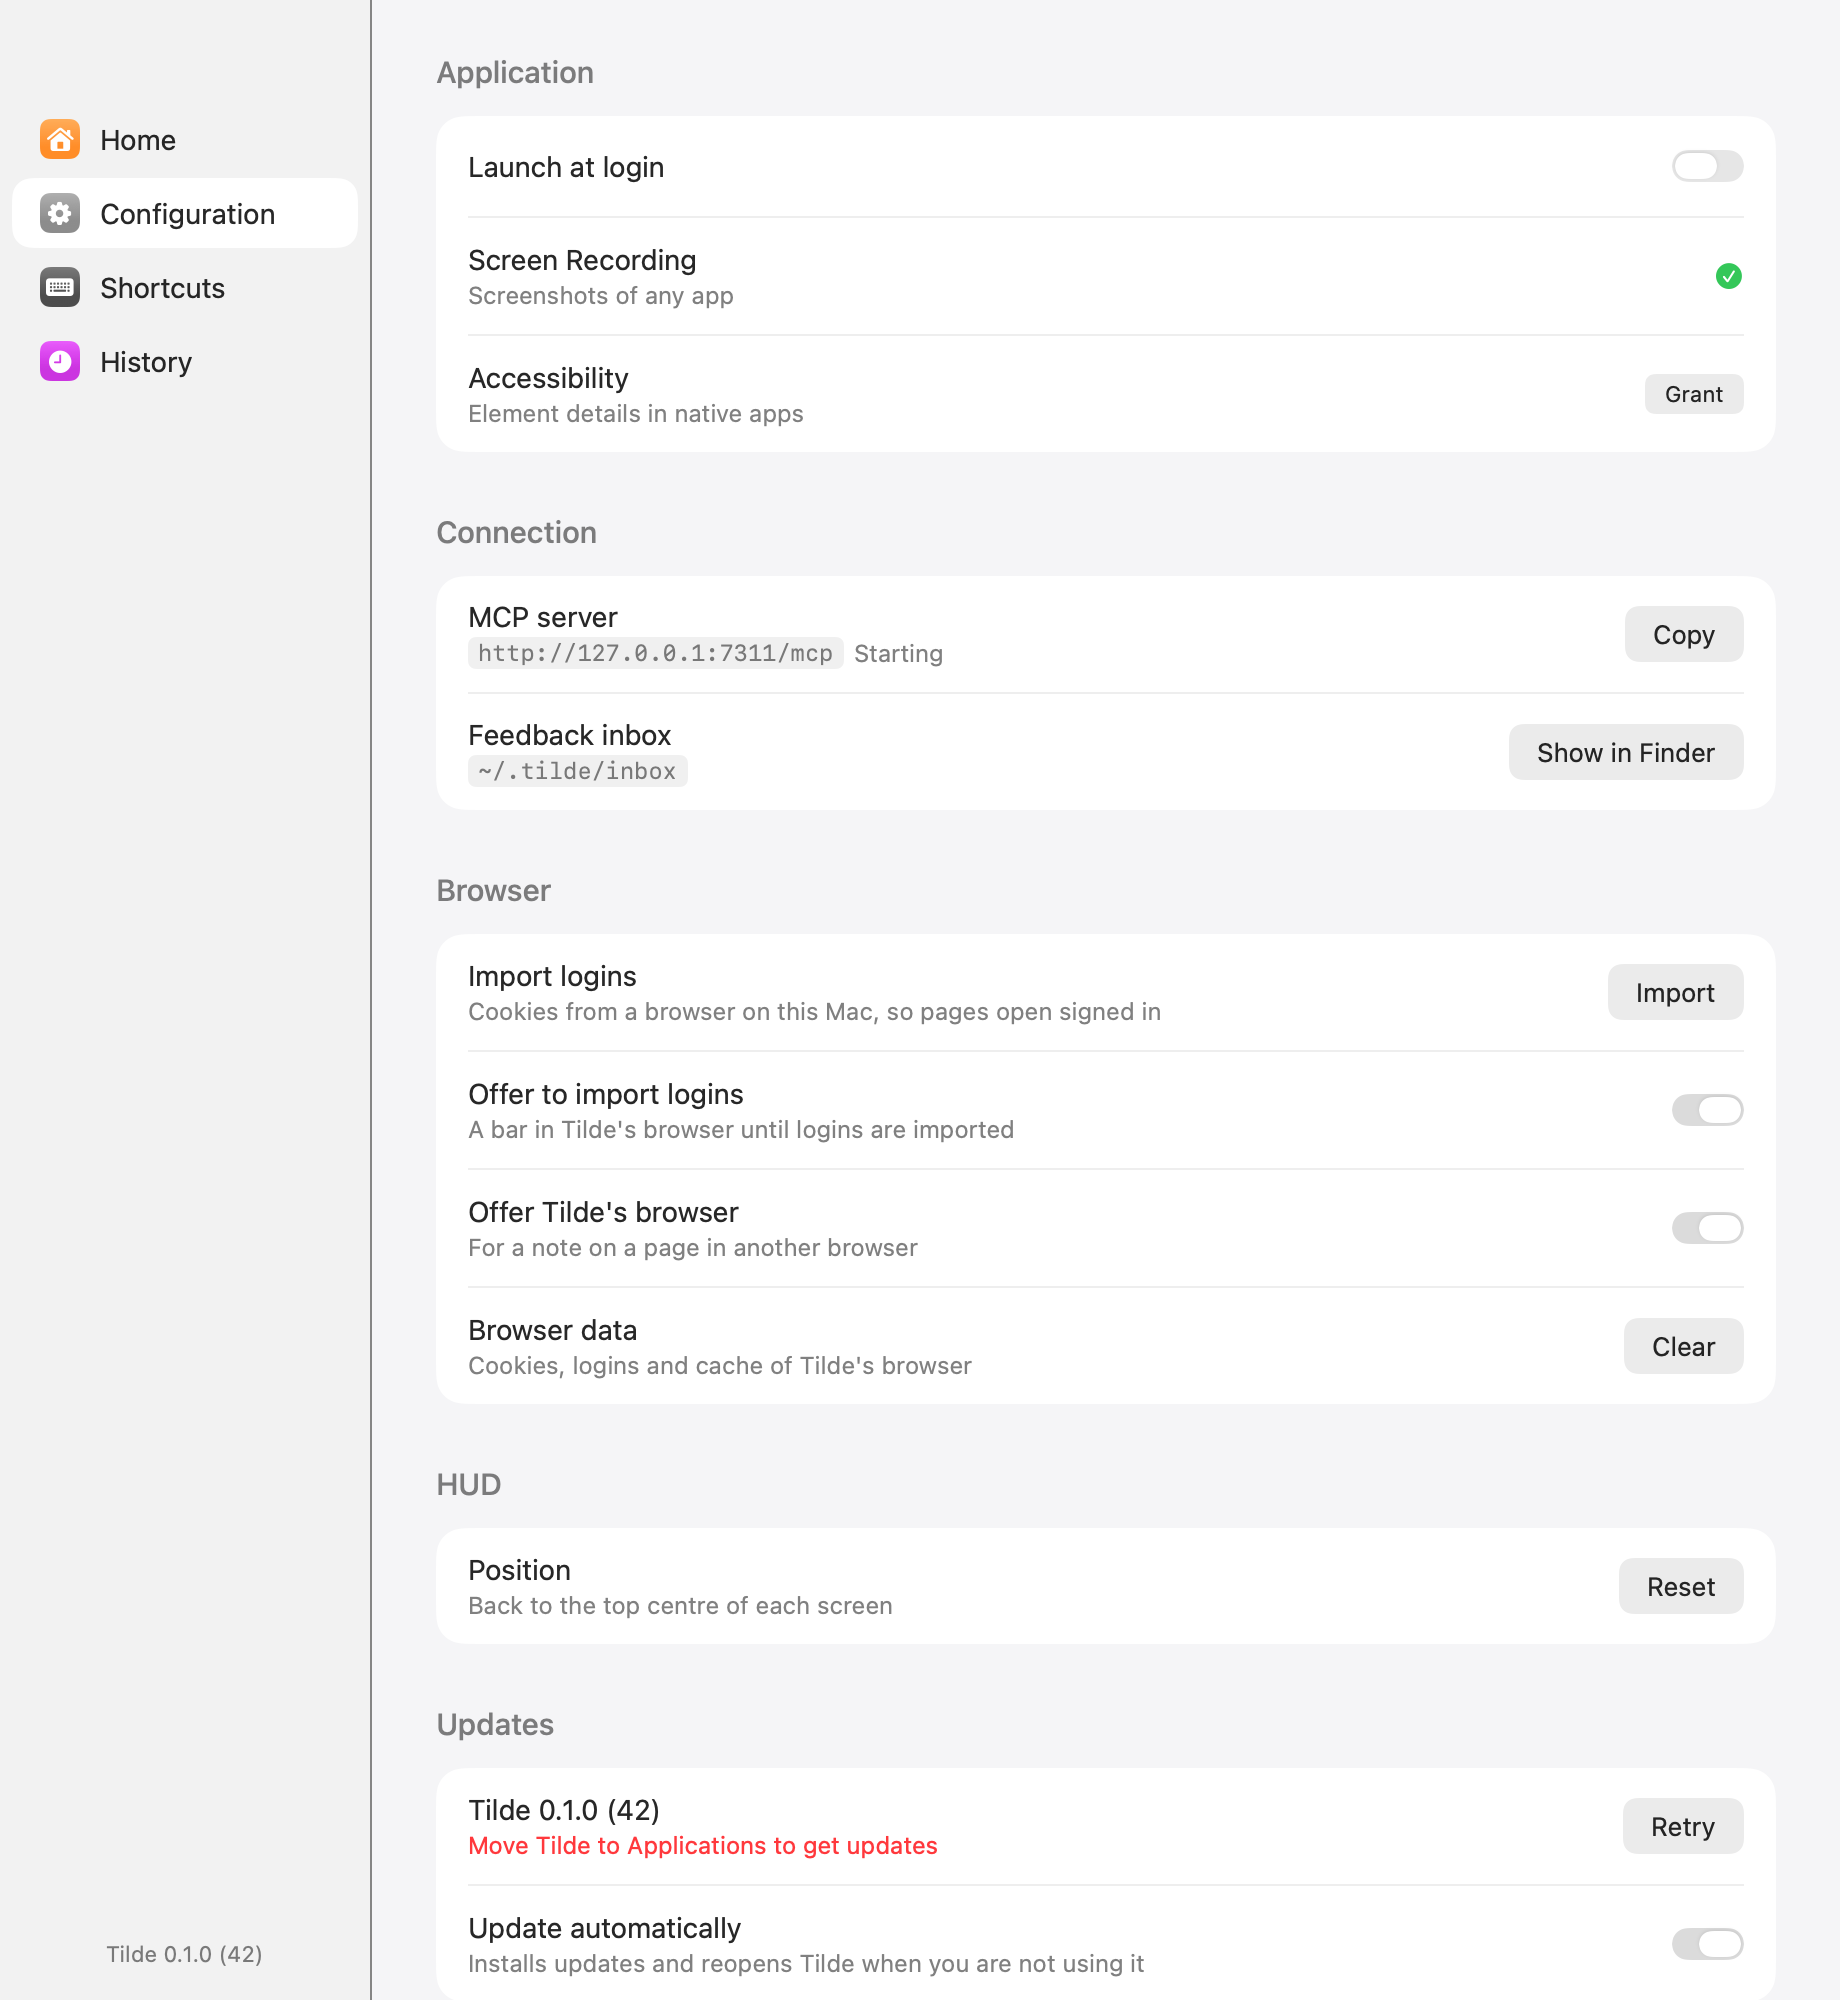 Home
Configuration
Shortcuts
History
Tilde 0.1.0 (42)
Application
Launch at login
Screen Recording
Screenshots of any app
Accessibility
Element details in native apps
Grant
Connection
MCP server
http://127.0.0.1:7311/mcp Starting
Copy
Feedback inbox
~/.tilde/inbox
Show in Finder
Browser
Import logins
Cookies from a browser on this Mac, so pages open signed in
Import
Offer to import logins
A bar in Tilde's browser until logins are imported
Offer Tilde's browser
For a note on a page in another browser
Browser data
Cookies, logins and cache of Tilde's browser
Clear
HUD
Position
Back to the top centre of each screen
Reset
Updates
Tilde 0.1.0 (42)
Move Tilde to Applications to get updates
Retry
Update automatically
Installs updates and reopens Tilde when you are not using it